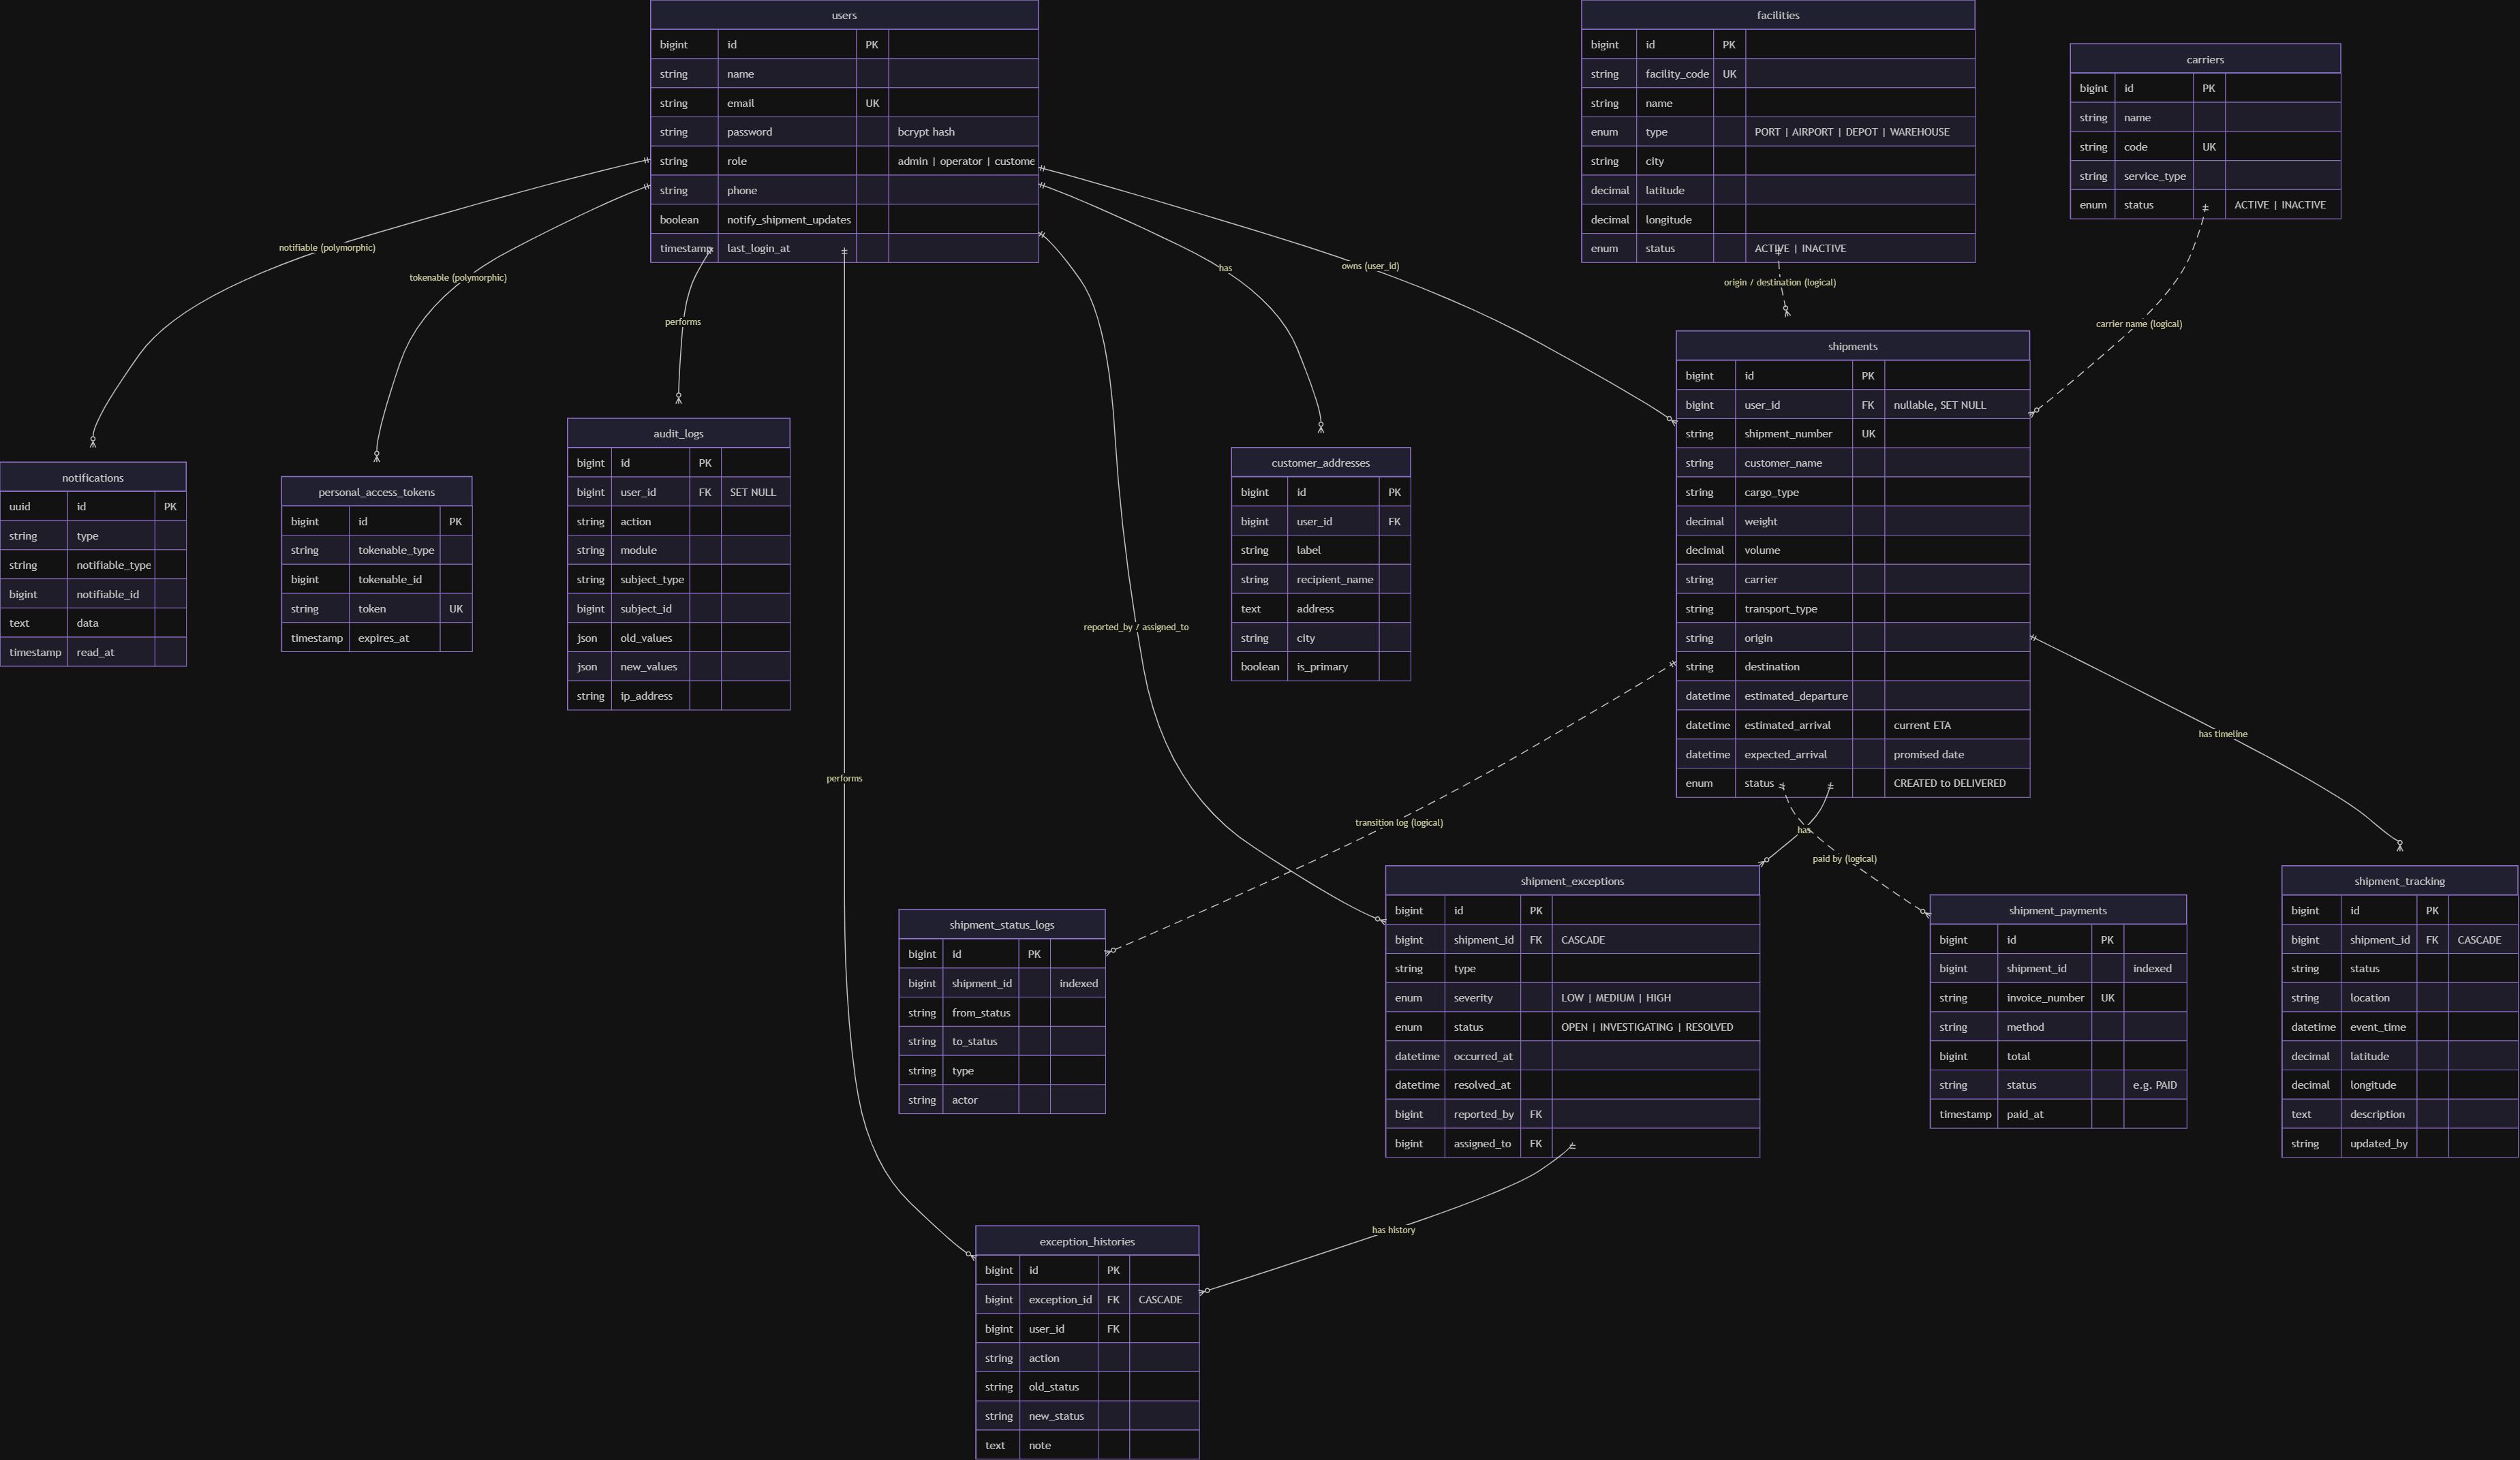 users
bigint id PK
string name
string email UK
string password bcrypt hash
string role admin | operator | custome
string phone
boolean notify_shipment_updates
timestamp last_login_at
facilities
bigint id PK
string facility_code UK
string name
enum type PORT | AIRPORT | DEPOT | WAREHOUSE
string city
decimal latitude
decimal longitude
enum status ACTIVE | INACTIVE
carriers
bigint id PK
string name
string code UK
string service_type
enum status ACTIVE | INACTIVE
notifiable (polymorphic)
tokenable (polymorphic)
performs
has
owns (user_id)
origin / destination (logical)
carrier name (logical)
notifications
uuid id PK
string type
string notifiable_type
bigint notifiable_id
text data
timestamp read_at
personal_access_tokens
bigint id PK
string tokenable_type
bigint tokenable_id
string token UK
timestamp expires_at
audit_logs
bigint id PK
bigint user_id FK SET NULL
string action
string module
string subject_type
bigint subject_id
json old_values
json new_values
string ip_address
customer_addresses
bigint id PK
bigint user_id FK
string label
string recipient_name
text address
string city
boolean is_primary
shipments
bigint id PK
bigint user_id FK nullable, SET NULL
string shipment_number UK
string customer_name
string cargo_type
decimal weight
decimal volume
string carrier
string transport_type
string origin
string destination
datetime estimated_departure
datetime estimated_arrival current ETA
datetime expected_arrival promised date
enum status CREATED to DELIVERED
reported_by / assigned_to
performs
transition log (logical)
has
paid by (logical)
has timeline
shipment_status_logs
bigint id PK
bigint shipment_id indexed
string from_status
string to_status
string type
string actor
shipment_exceptions
bigint id PK
bigint shipment_id FK CASCADE
string type
enum severity LOW | MEDIUM | HIGH
enum status OPEN | INVESTIGATING | RESOLVED
datetime occurred_at
datetime resolved_at
bigint reported_by FK
bigint assigned_to FK
shipment_payments
bigint id PK
bigint shipment_id indexed
string invoice_number UK
string method
bigint total
string status e.g. PAID
timestamp paid_at
shipment_tracking
bigint id PK
bigint shipment_id FK CASCADE
string status
string location
datetime event_time
decimal latitude
decimal longitude
text description
string updated_by
has history
exception_histories
bigint id PK
bigint exception_id FK CASCADE
bigint user_id FK
string action
string old_status
string new_status
text note